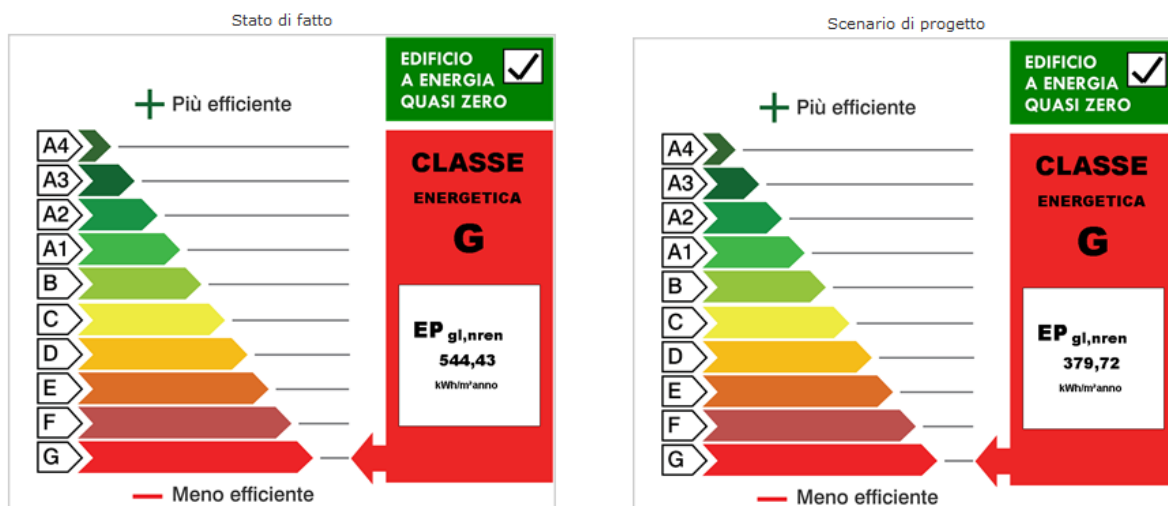 Stato di fatto
EDIFICIO
A ENERGIA
QUASI ZERO
Più efficiente
A4
A3
A2
A1
B
C
D
E
F
G
CLASSE
ENERGETICA
G
EP gl,nren
544,43
kWh/m²anno
Meno efficiente
Scenario di progetto
EDIFICIO
A ENERGIA
QUASI ZERO
Più efficiente
A4
A3
A2
A1
B
C
D
E
F
G
CLASSE
ENERGETICA
G
EP gl,nren
379,72
kWh/m²anno
Meno efficiente